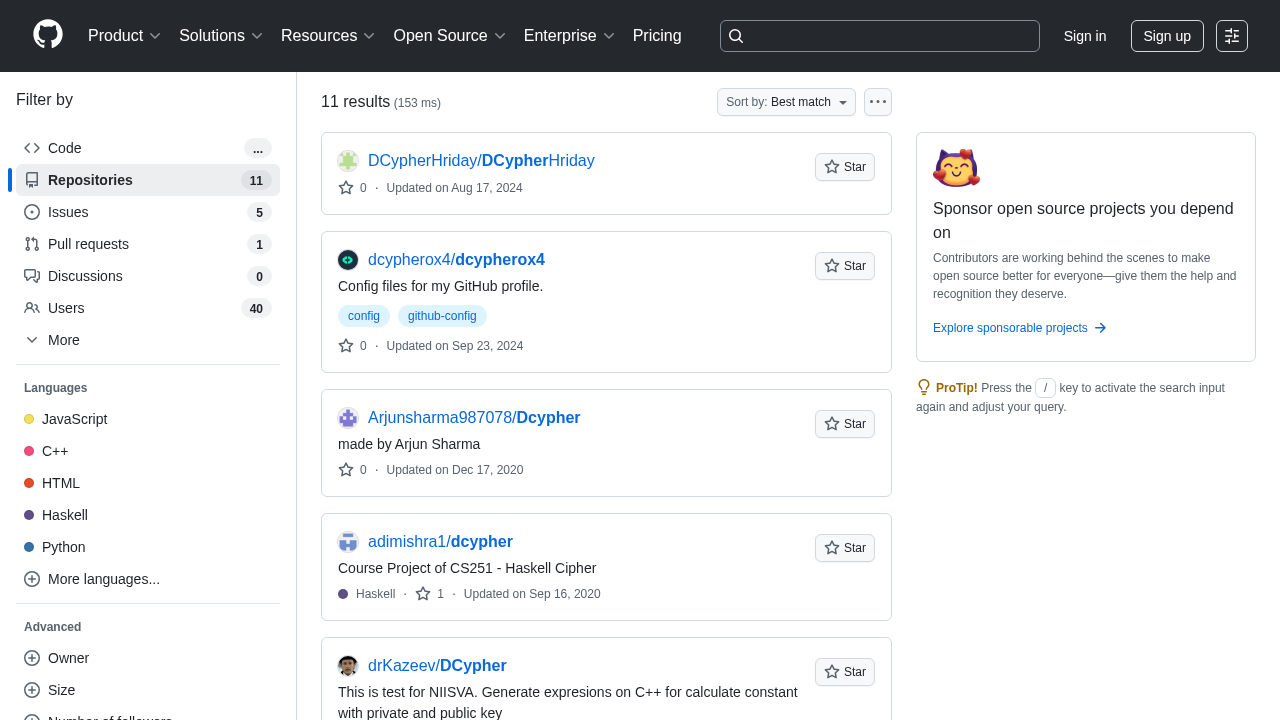 Product Solutions Resources Open Source Enterprise Pricing Sign in Sign up
Filter by
Code ...
Repositories 11
Issues 5
Pull requests 1
Discussions 0
Users 40
More
Languages
JavaScript
C++
HTML
Haskell
Python
More languages...
Advanced
Owner
Size
Number of followers
11 results (153 ms)
Sort by: Best match
DCypherHriday/DCypherHriday
Star
0 · Updated on Aug 17, 2024
dcypherox4/dcypherox4
Star
Config files for my GitHub profile.
config github-config
0 · Updated on Sep 23, 2024
Arjunsharma987078/Dcypher
Star
made by Arjun Sharma
0 · Updated on Dec 17, 2020
adimishra1/dcypher
Star
Course Project of CS251 - Haskell Cipher
Haskell · 1 · Updated on Sep 16, 2020
drKazeev/DCypher
Star
This is test for NIISVA. Generate expresions on C++ for calculate constant
with private and public key
Sponsor open source projects you depend
on
Contributors are working behind the scenes to make
open source better for everyone—give them the help and
recognition they deserve.
Explore sponsorable projects
ProTip! Press the / key to activate the search input
again and adjust your query.